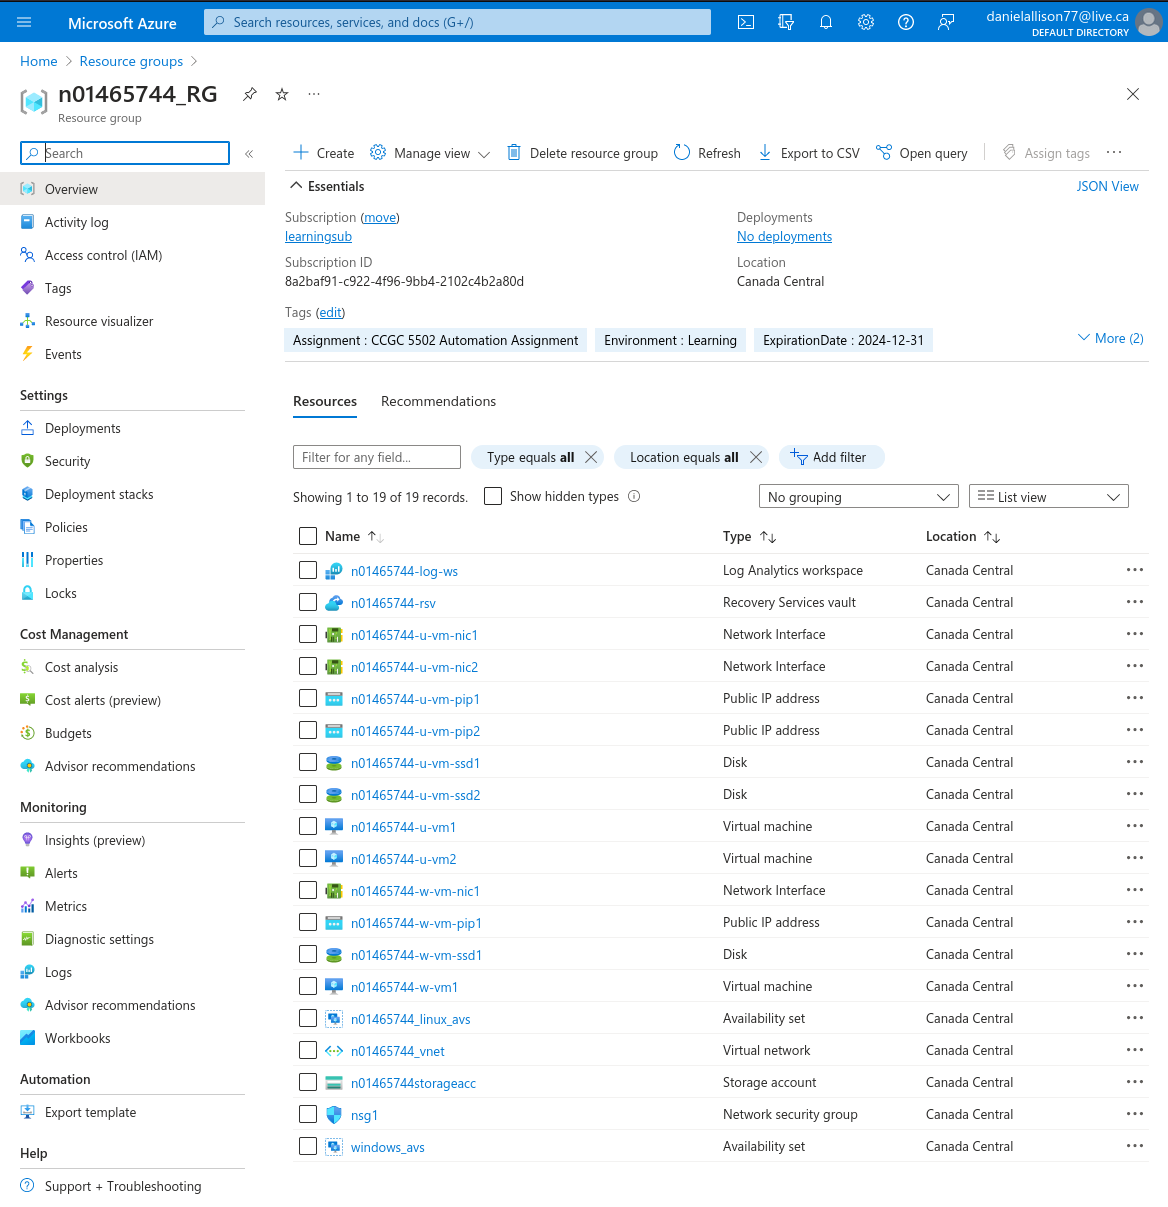 Microsoft Azure
Search resources, services, and docs (G+/)
danielallison77@live.ca
DEFAULT DIRECTORY
Home > Resource groups >
n01465744_RG
Resource group
Search
«
Overview
Activity log
Access control (IAM)
Tags
Resource visualizer
Events
Settings
Deployments
Security
Deployment stacks
Policies
Properties
Locks
Cost Management
Cost analysis
Cost alerts (preview)
Budgets
Advisor recommendations
Monitoring
Insights (preview)
Alerts
Metrics
Diagnostic settings
Logs
Advisor recommendations
Workbooks
Automation
Export template
Help
Support + Troubleshooting
Create Manage view Delete resource group Refresh Export to CSV Open query Assign tags
Essentials JSON View
Subscription (move)
learningsub
Subscription ID
8a2baf91-c922-4f96-9bb4-2102c4b2a80d
Deployments
No deployments
Location
Canada Central
Tags (edit)
Assignment : CCGC 5502 Automation Assignment Environment : Learning ExpirationDate : 2024-12-31 More (2)
Resources Recommendations
Filter for any field... Type equals all Location equals all Add filter
Showing 1 to 19 of 19 records. Show hidden types No grouping List view
Name Type Location
n01465744-log-ws Log Analytics workspace Canada Central
n01465744-rsv Recovery Services vault Canada Central
n01465744-u-vm-nic1 Network Interface Canada Central
n01465744-u-vm-nic2 Network Interface Canada Central
n01465744-u-vm-pip1 Public IP address Canada Central
n01465744-u-vm-pip2 Public IP address Canada Central
n01465744-u-vm-ssd1 Disk Canada Central
n01465744-u-vm-ssd2 Disk Canada Central
n01465744-u-vm1 Virtual machine Canada Central
n01465744-u-vm2 Virtual machine Canada Central
n01465744-w-vm-nic1 Network Interface Canada Central
n01465744-w-vm-pip1 Public IP address Canada Central
n01465744-w-vm-ssd1 Disk Canada Central
n01465744-w-vm1 Virtual machine Canada Central
n01465744_linux_avs Availability set Canada Central
n01465744_vnet Virtual network Canada Central
n01465744storageacc Storage account Canada Central
nsg1 Network security group Canada Central
windows_avs Availability set Canada Central